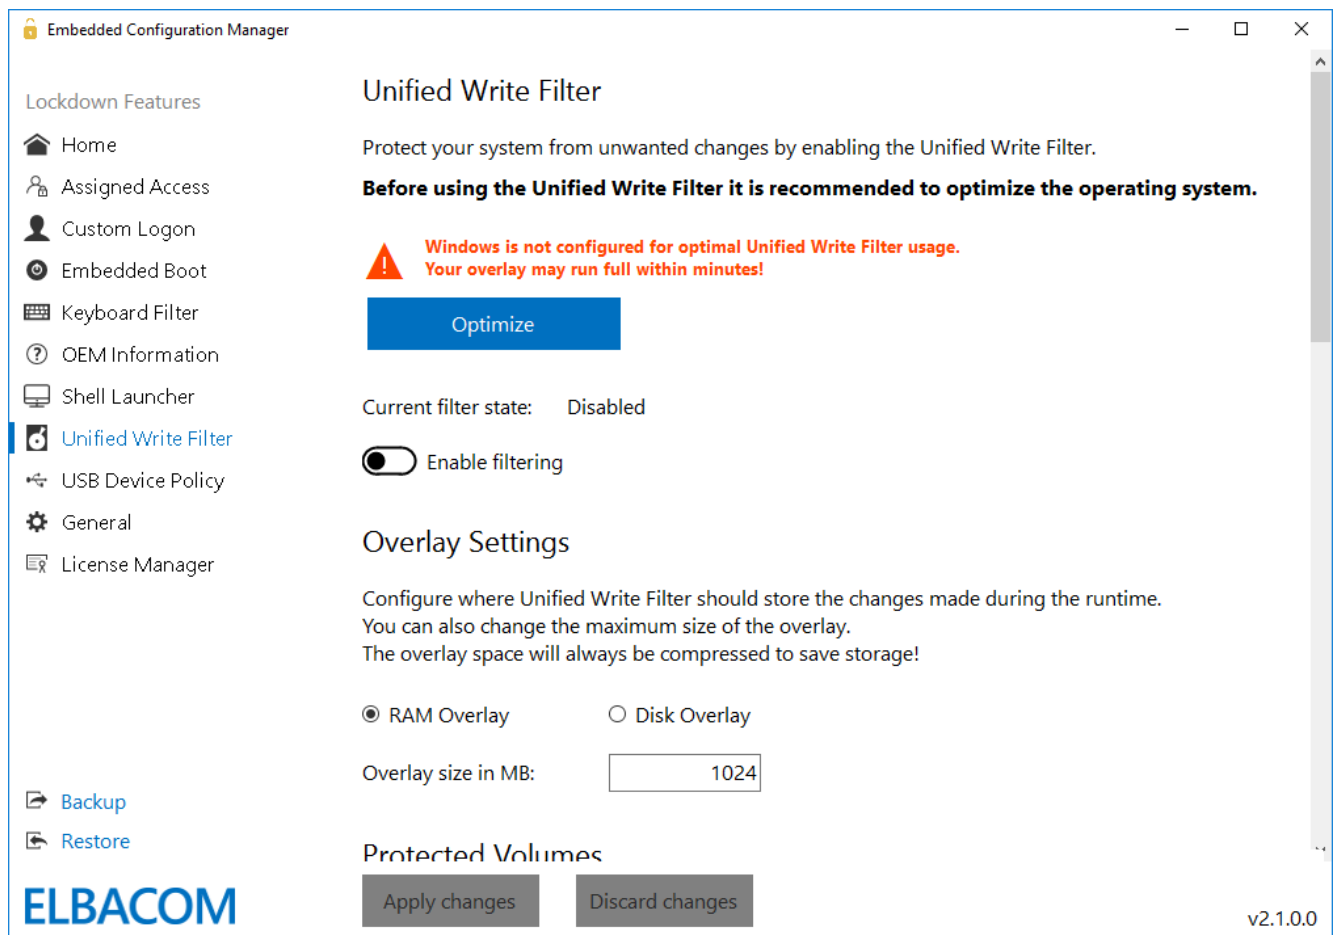 Embedded Configuration Manager
Lockdown Features
Home
Assigned Access
Custom Logon
Embedded Boot
Keyboard Filter
OEM Information
Shell Launcher
Unified Write Filter
USB Device Policy
General
License Manager
Backup
Restore
ELBACOM
Unified Write Filter
Protect your system from unwanted changes by enabling the Unified Write Filter.
Before using the Unified Write Filter it is recommended to optimize the operating system.
Windows is not configured for optimal Unified Write Filter usage.
Your overlay may run full within minutes!
Optimize
Current filter state: Disabled
Enable filtering
Overlay Settings
Configure where Unified Write Filter should store the changes made during the runtime.
You can also change the maximum size of the overlay.
The overlay space will always be compressed to save storage!
RAM Overlay Disk Overlay
Overlay size in MB: 1024
Protected Volumes
Apply changes Discard changes
v2.1.0.0